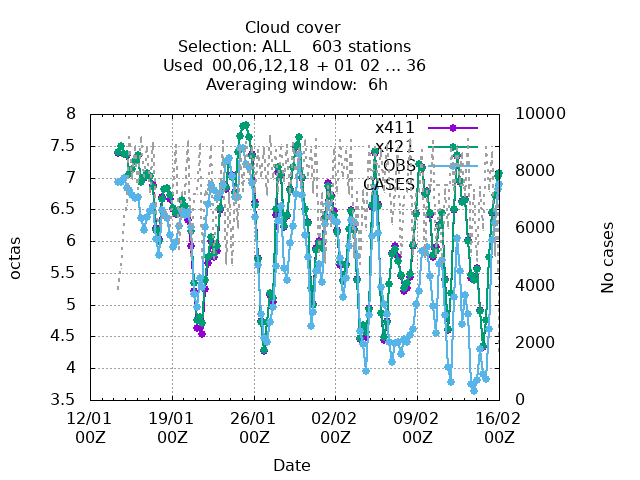 Cloud cover
Selection: ALL    603 stations
Used  00,06,12,18 + 01 02 ... 36
Averaging window:  6h
8
7.5
7
6.5
6
5.5
5
4.5
4
3.5
10000
8000
6000
4000
2000
0
octas
No cases
x411
x421
OBS
CASES
12/01 19/01 26/01 02/02 09/02 16/02
00Z 00Z 00Z 00Z 00Z 00Z
Date